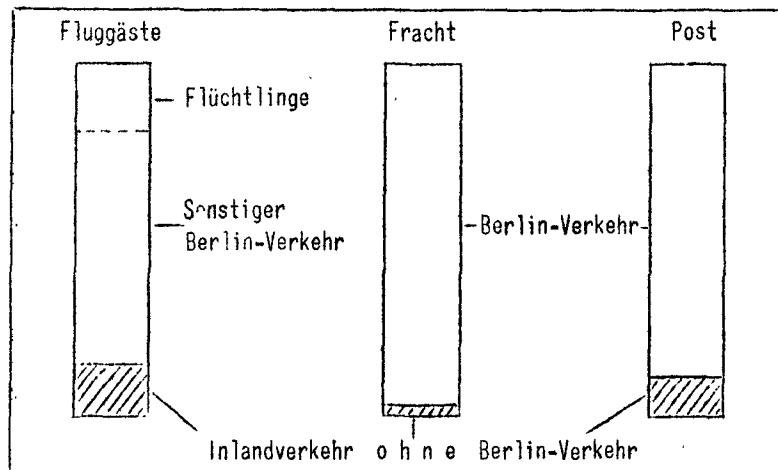 Fluggäste Fracht Post
Flüchtlinge
Sonstiger
Berlin-Verkehr
Berlin-Verkehr
Inlandverkehr o h n e Berlin-Verkehr